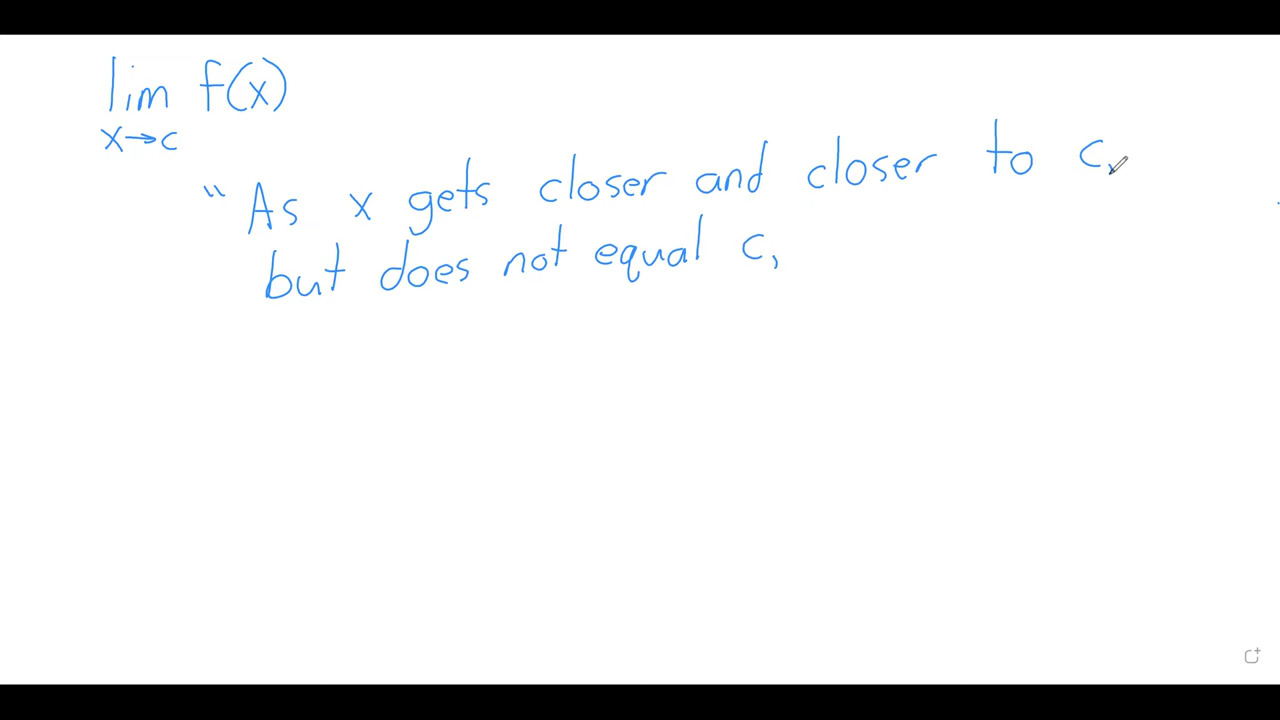 lim f(x)
x→c
“As x gets closer and closer to c,
but does not equal c,